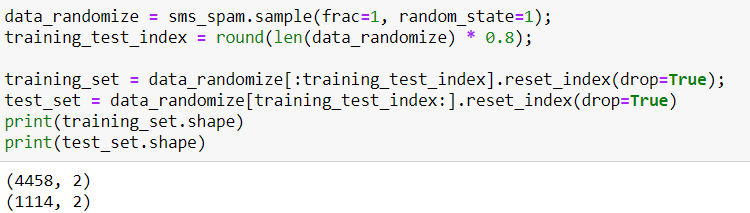 data_randomize = sms_spam.sample(frac=1, random_state=1);
training_test_index = round(len(data_randomize) * 0.8);
training_set = data_randomize[:training_test_index].reset_index(drop=True);
test_set = data_randomize[training_test_index:].reset_index(drop=True)
print(training_set.shape)
print(test_set.shape)
(4458, 2)
(1114, 2)